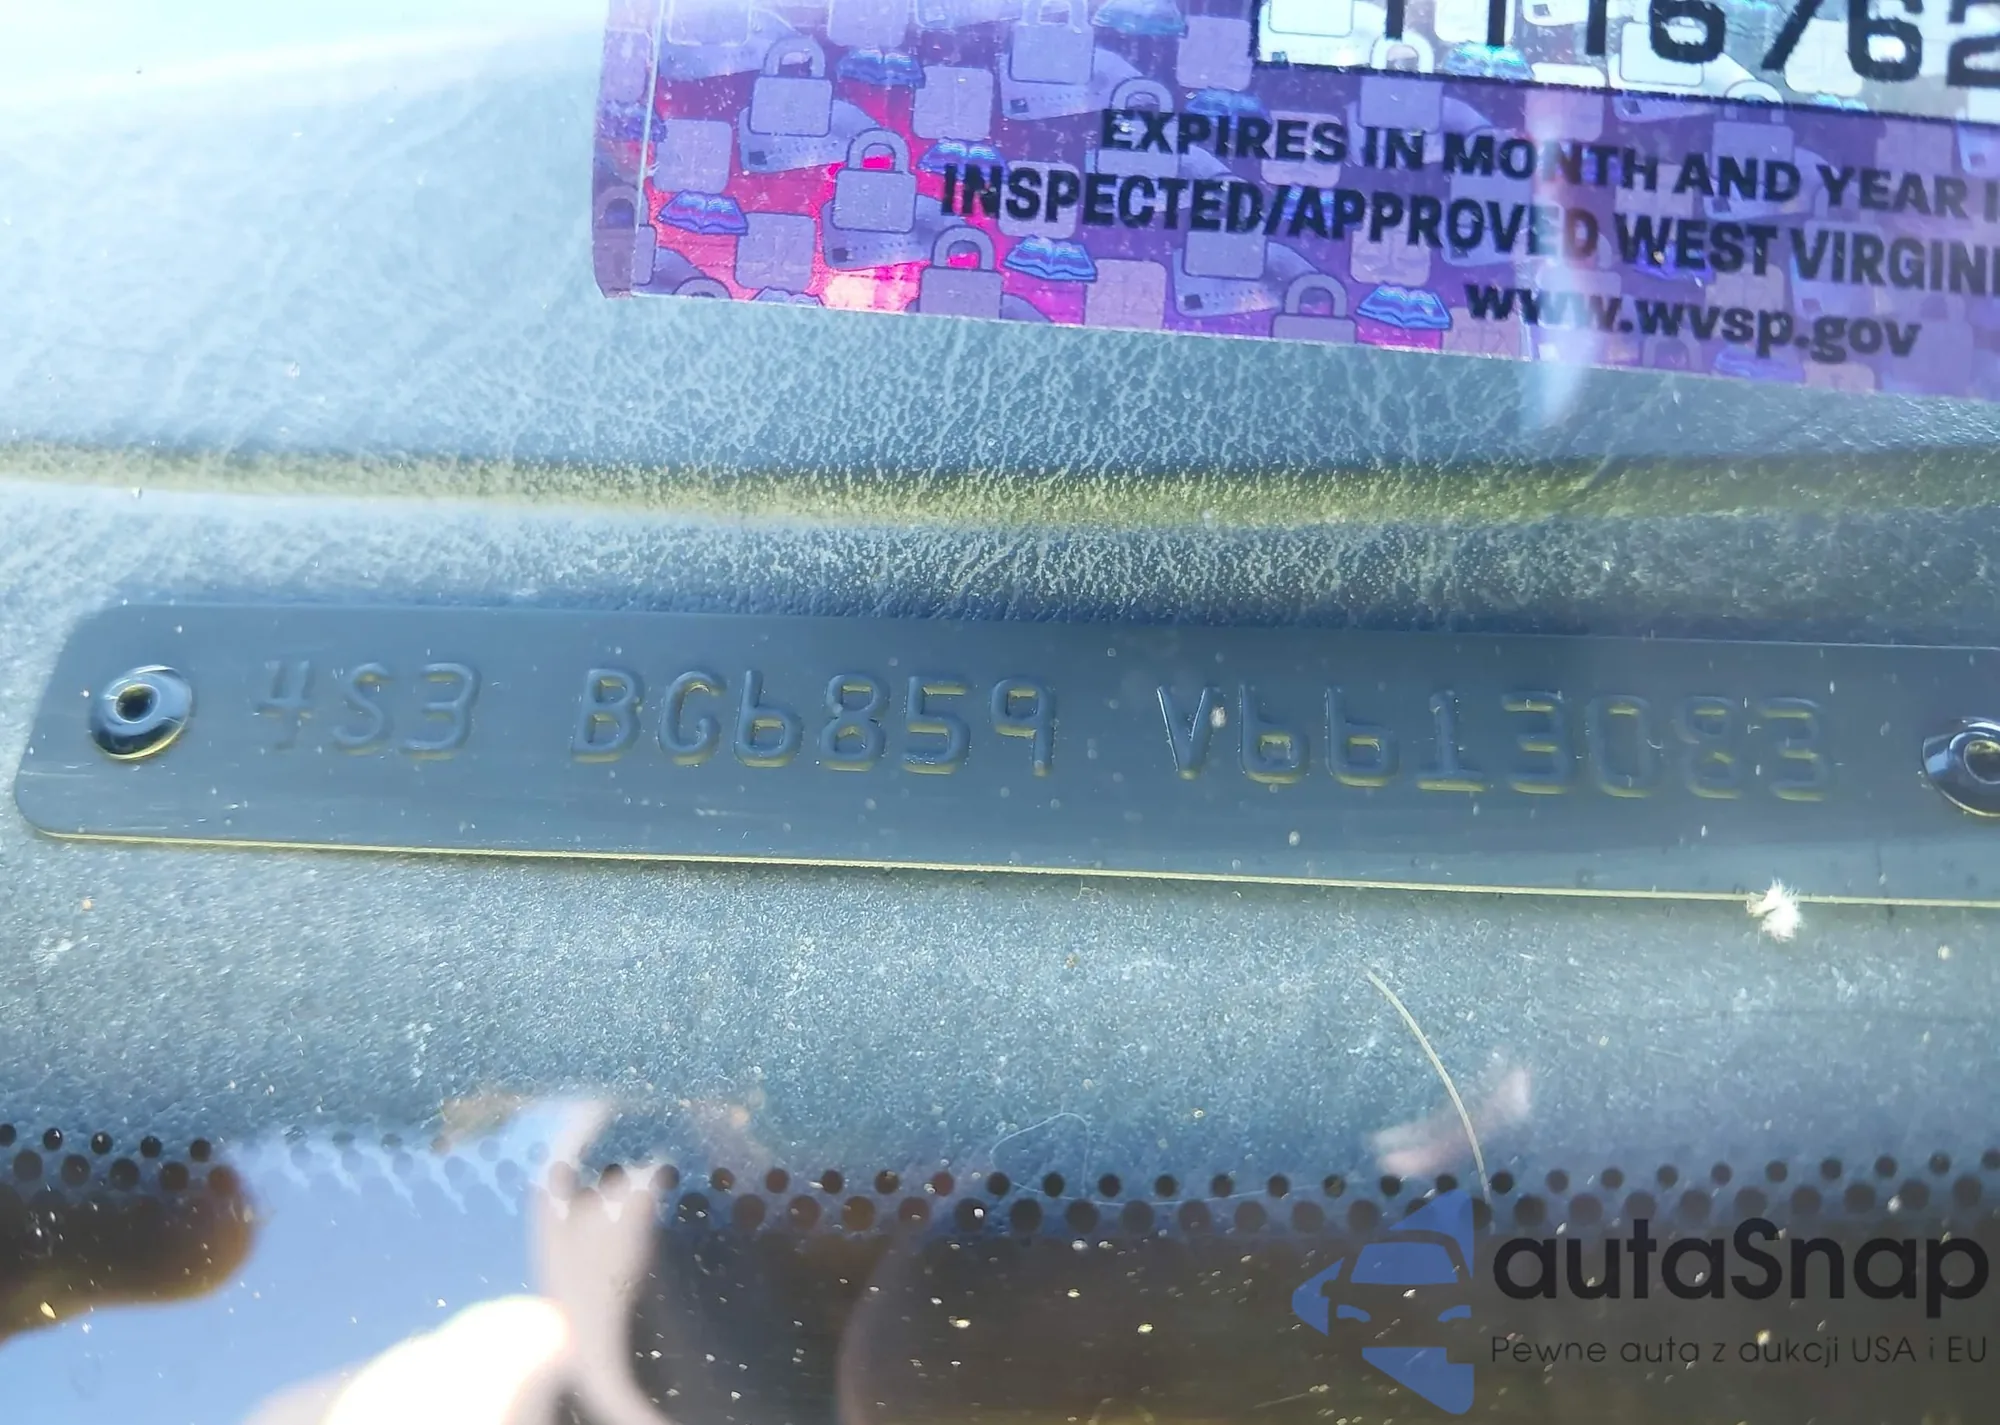 EXPIRES IN MONTH AND YEAR I
INSPECTED/APPROVED WEST VIRGINI
www.wvsp.gov
4S3 BG6859 V6613083
autaSnap
Pewne auta z aukcji USA i EU